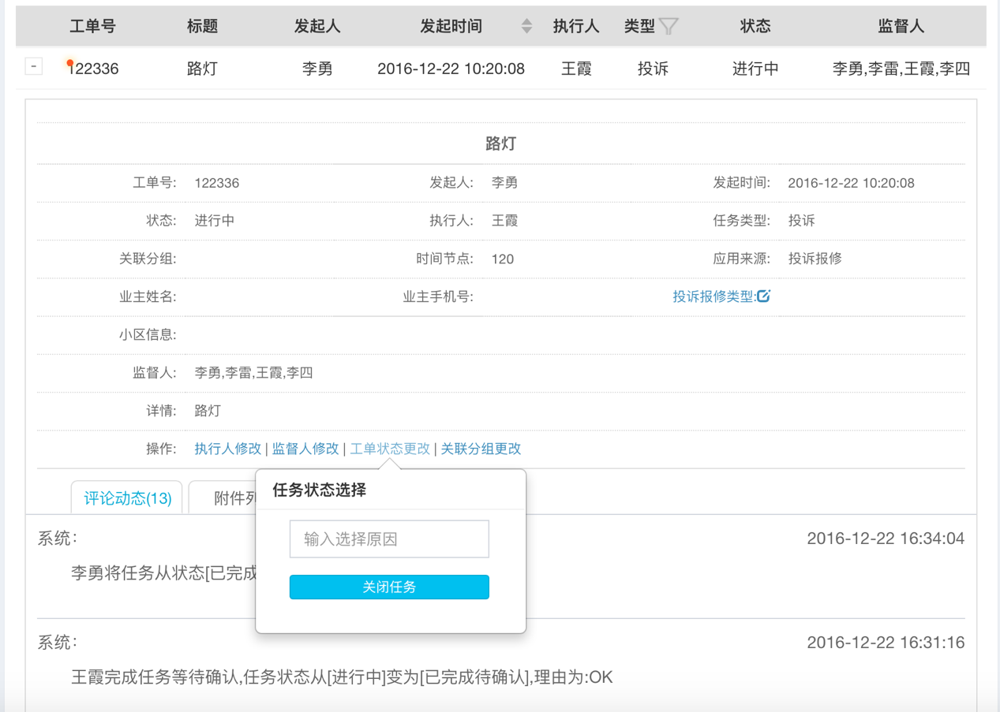 工单号 标题 发起人 发起时间 执行人 类型 状态 监督人
- 122336 路灯 李勇 2016-12-22 10:20:08 王霞 投诉 进行中 李勇,李雷,王霞,李四
路灯
工单号: 122336 发起人: 李勇 发起时间: 2016-12-22 10:20:08
状态: 进行中 执行人: 王霞 任务类型: 投诉
关联分组: 时间节点: 120 应用来源: 投诉报修
业主姓名: 业主手机号: 投诉报修类型:
小区信息:
监督人: 李勇,李雷,王霞,李四
详情: 路灯
操作: 执行人修改 | 监督人修改 | 工单状态更改 | 关联分组更改
任务状态选择
输入选择原因
关闭任务
评论动态(13) 附件列
系统: 2016-12-22 16:34:04
李勇将任务从状态[已完成
系统: 2016-12-22 16:31:16
王霞完成任务等待确认,任务状态从[进行中]变为[已完成待确认],理由为:OK